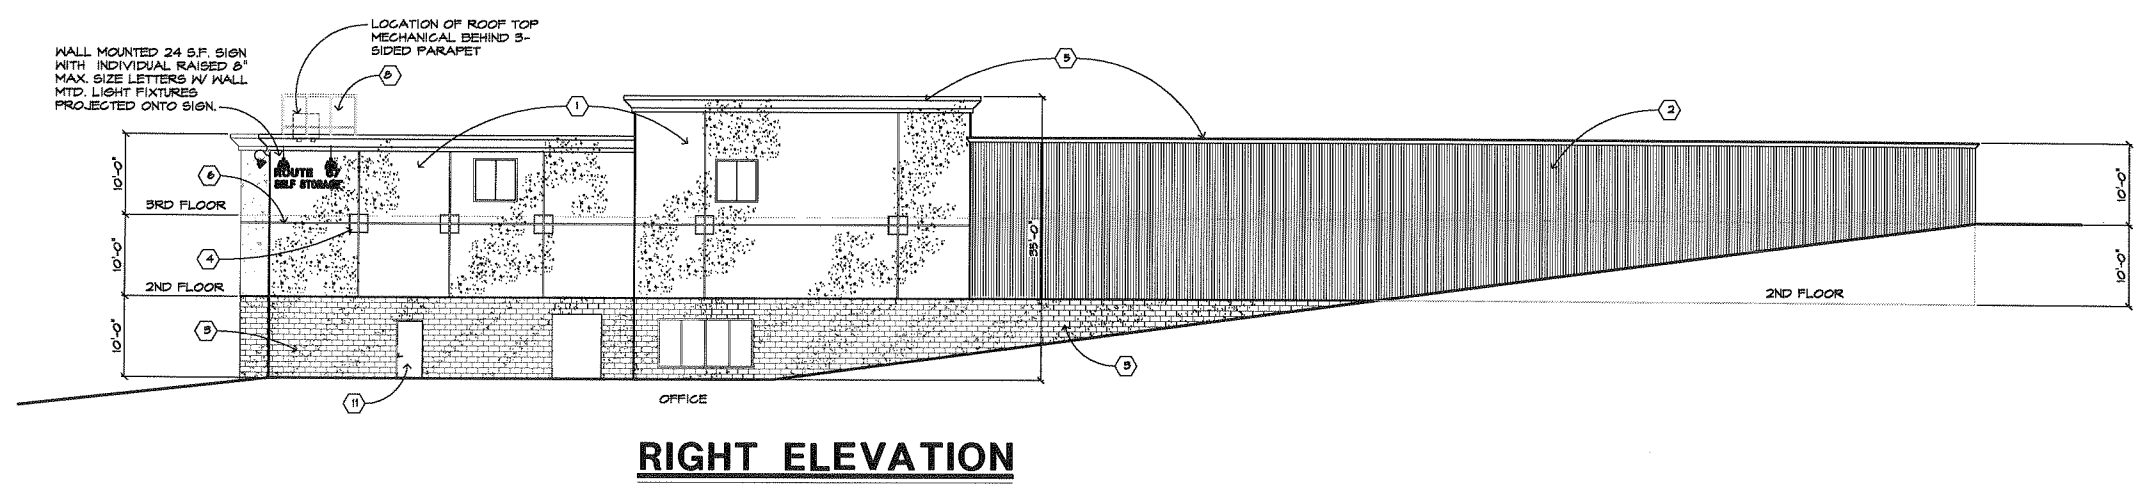 LOCATION OF ROOF TOP
MECHANICAL BEHIND 3-
SIDED PARAPET
WALL MOUNTED 24 S.F. SIGN
WITH INDIVIDUAL RAISED 8"
MAX. SIZE LETTERS W/ WALL
MTD. LIGHT FIXTURES
PROJECTED ONTO SIGN.
8
1
5
2
ROUTE 67
SELF STORAGE
6
10'-0"
10'-0"
3RD FLOOR
4
10'-0"
35'-0"
10'-0"
2ND FLOOR
2ND FLOOR
3
10'-0"
3
11
OFFICE
RIGHT ELEVATION